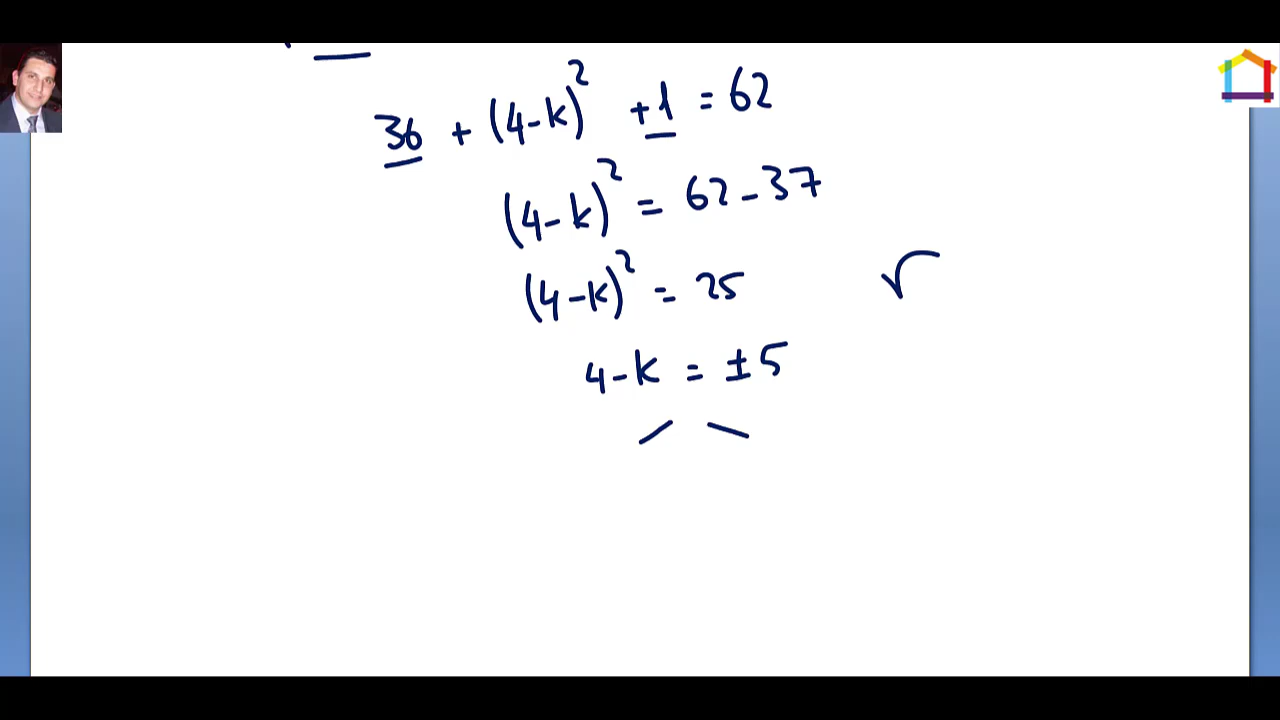 36 + (4-k)² + 1 = 62
(4-k)² = 62 - 37
(4-k)² = 25 √
4-k = ±5